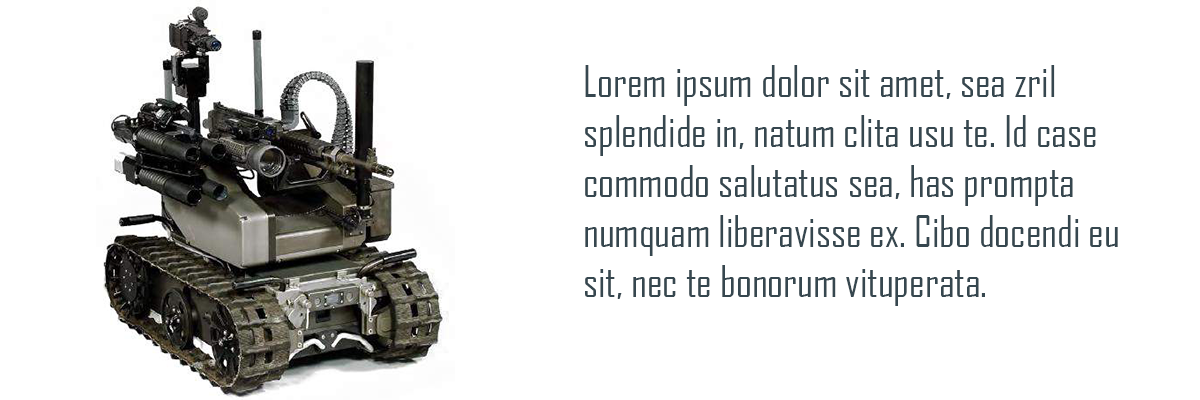 Lorem ipsum dolor sit amet, sea zril
splendide in, natum clita usu te. Id case
commodo salutatus sea, has prompta
numquam liberavisse ex. Cibo docendi eu
sit, nec te bonorum vituperata.